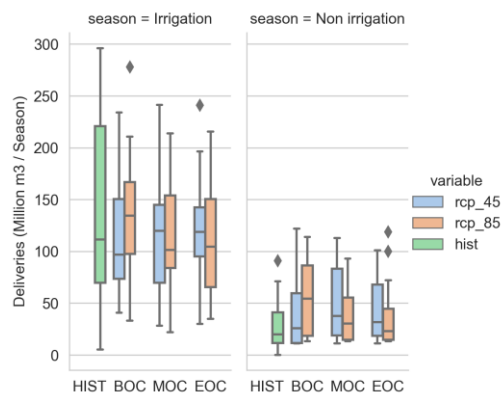 season = Irrigation
season = Non irrigation
300
250
200
150
100
50
0
Deliveries (Million m3 / Season)
HIST BOC MOC EOC
HIST BOC MOC EOC
variable
rcp_45
rcp_85
hist